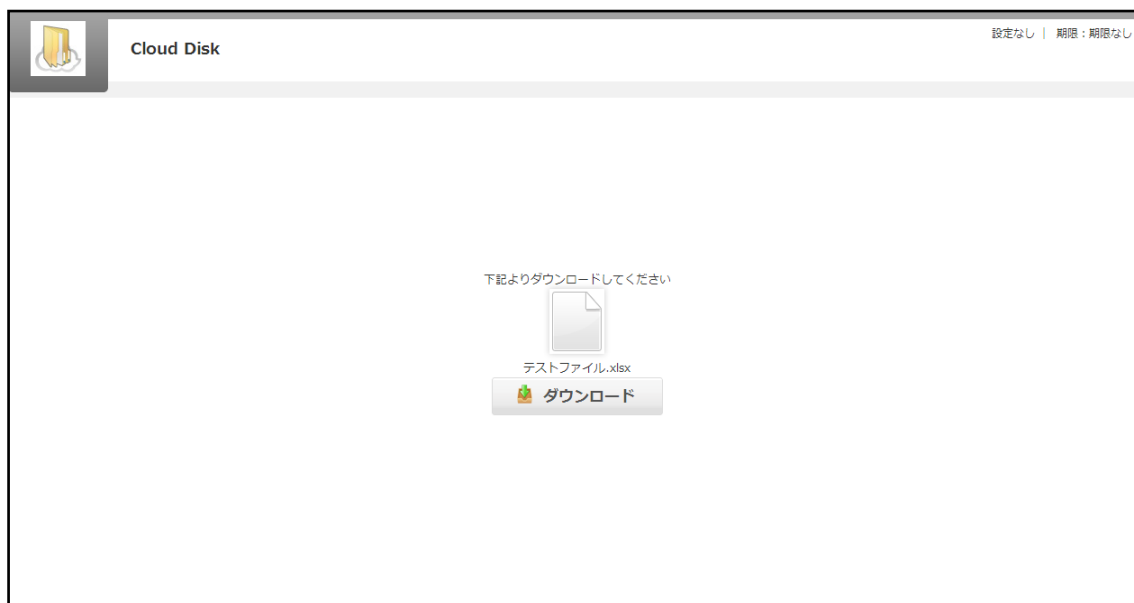 Cloud Disk
設定なし | 期限：期限なし
下記よりダウンロードしてください
テストファイル.xlsx
ダウンロード